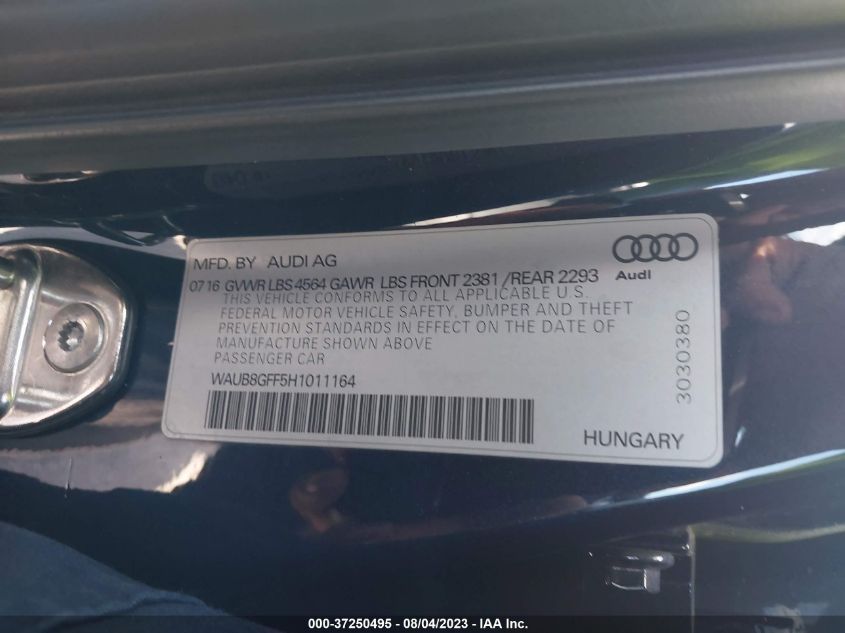 MFD. BY AUDI AG
Audi
07 16 GVWR LBS 4564 GAWR LBS FRONT 2381 /REAR 2293
THIS VEHICLE CONFORMS TO ALL APPLICABLE U.S.
FEDERAL MOTOR VEHICLE SAFETY, BUMPER AND THEFT
PREVENTION STANDARDS IN EFFECT ON THE DATE OF
MANUFACTURE SHOWN ABOVE
PASSENGER CAR
WAUB8GFF5H1011164
3030380
HUNGARY
000-37250495 - 08/04/2023 - IAA Inc.